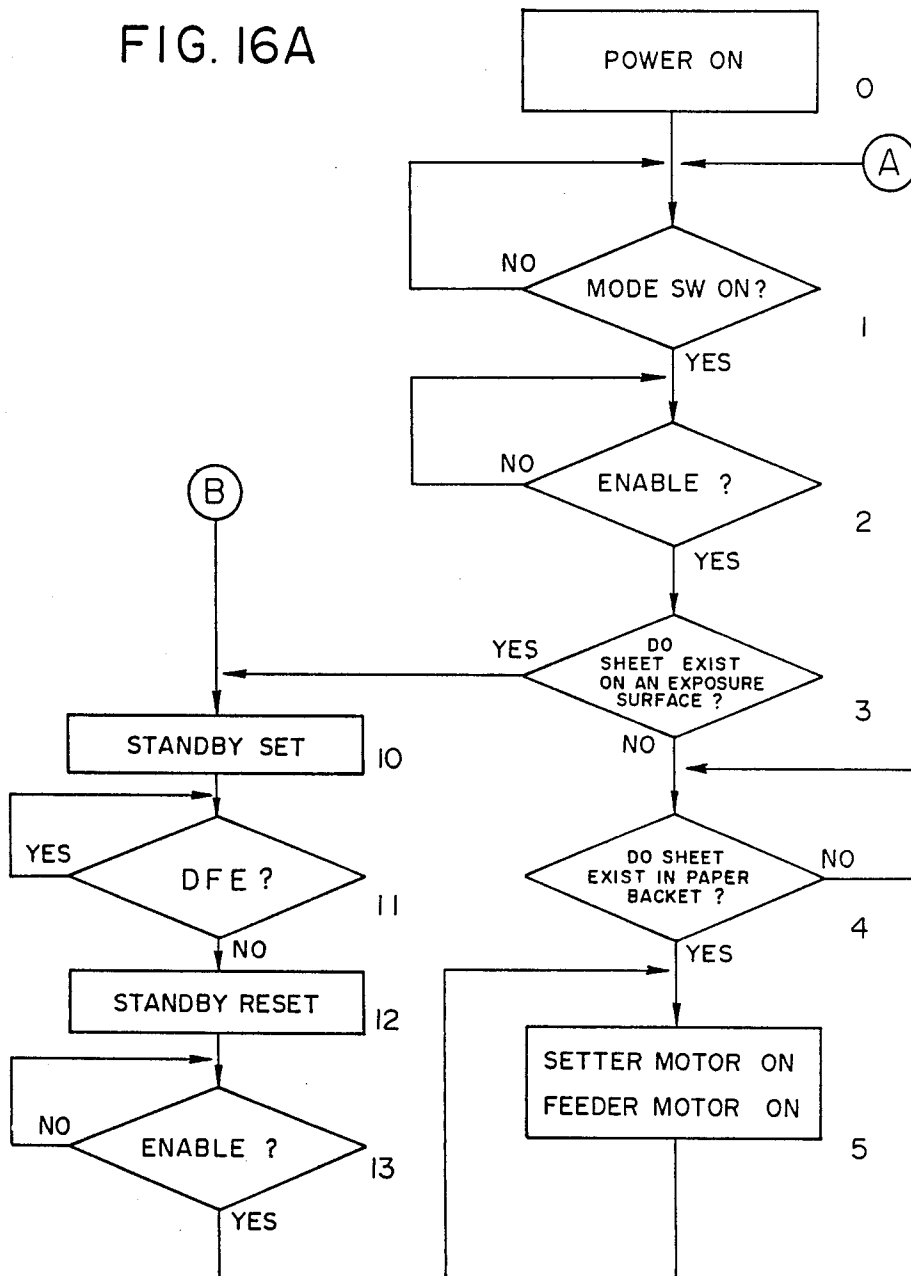 FIG. 16A
POWER ON
0
A
NO
MODE SW ON?
1
YES
NO
ENABLE ?
2
YES
B
YES
DO
SHEET EXIST
ON AN EXPOSURE
SURFACE ?
3
NO
STANDBY SET
10
YES
DFE ?
11
NO
DO SHEET
EXIST IN PAPER
BACKET ?
NO
4
YES
STANDBY RESET
12
SETTER MOTOR ON
FEEDER MOTOR ON
5
NO
ENABLE ?
13
YES